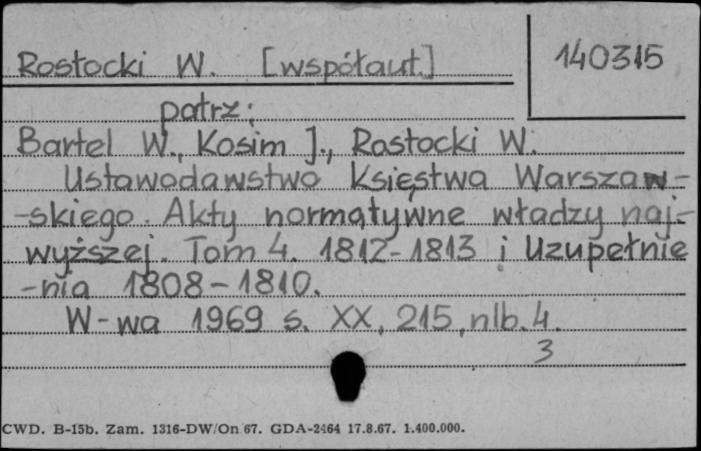 Rostocki W. [współaut.]
140315
patrz:
Bartel W., Kosim J., Rostocki W.
Ustawodawstwo Księstwa Warszaw-
-skiego. Akty normatywne władzy naj-
wyższej. Tom 4. 1812-1813 i Uzupełnie
-nia 1808-1810.
W-wa 1969 s. XX, 215, nlb. 4.
3
CWD. B-15b. Zam. 1316-DW/On 67. GDA-2464 17.8.67. 1.400.000.